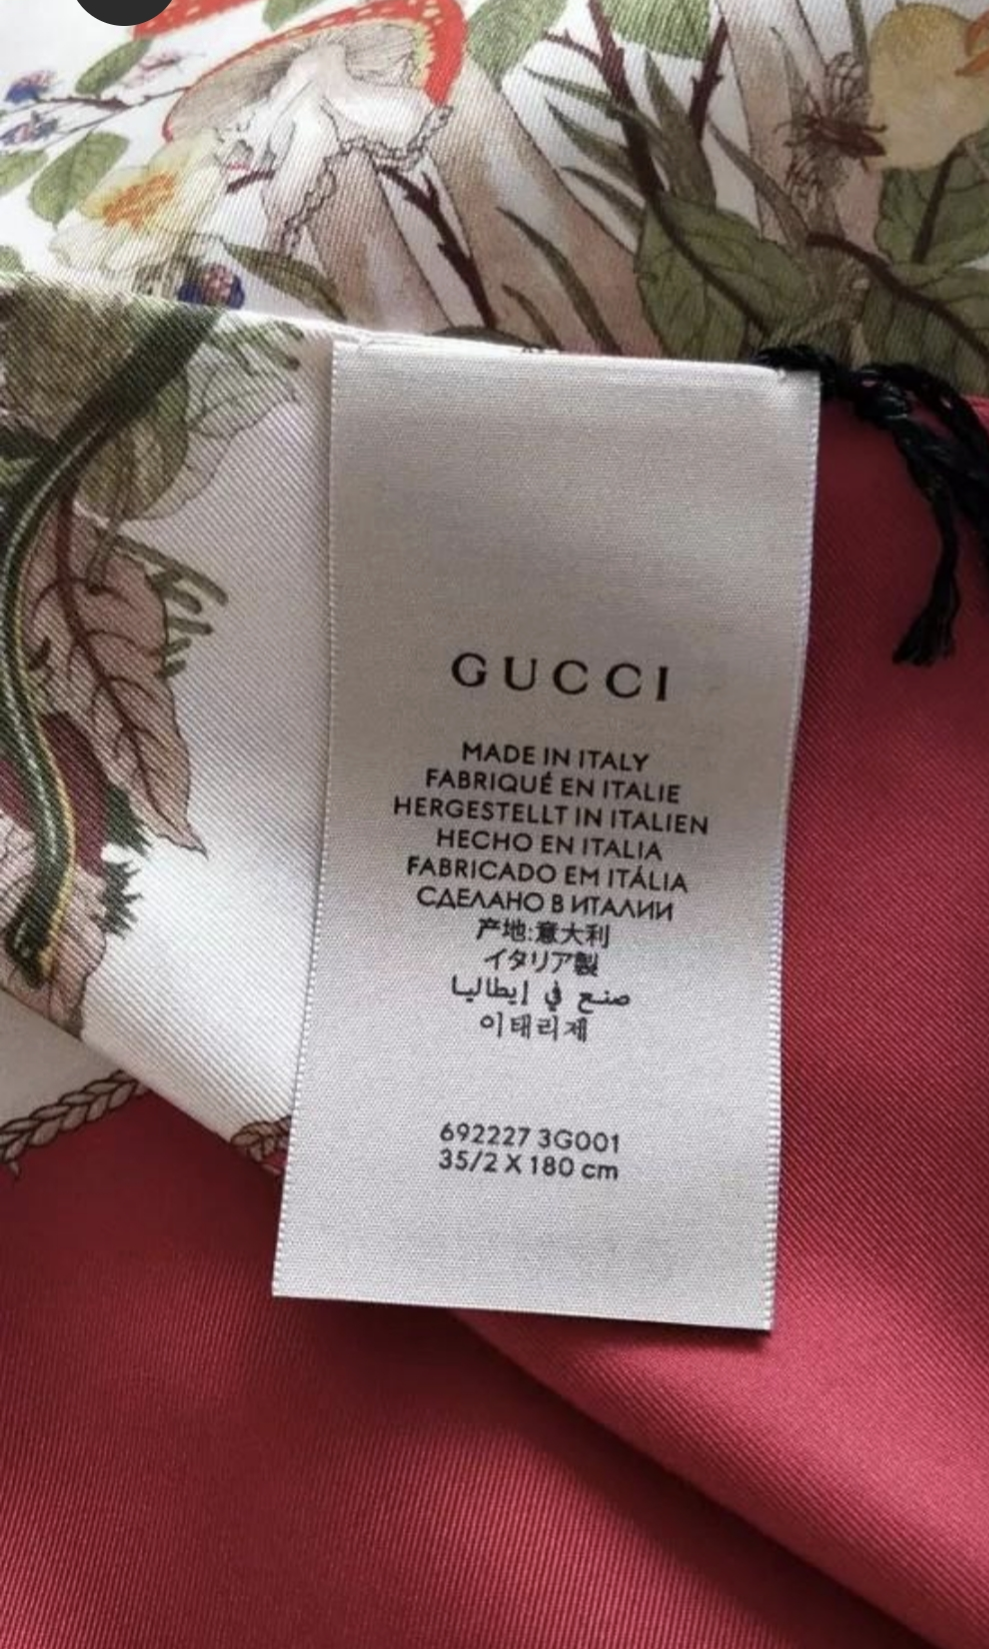 GUCCI
MADE IN ITALY
FABRIQUÉ EN ITALIE
HERGESTELLT IN ITALIEN
HECHO EN ITALIA
FABRICADO EM ITÁLIA
СДЕЛАНО В ИТАЛИИ
产地:意大利
イタリア製
صنع في إيطاليا
이태리제
692227 3G001
35/2 X 180 cm